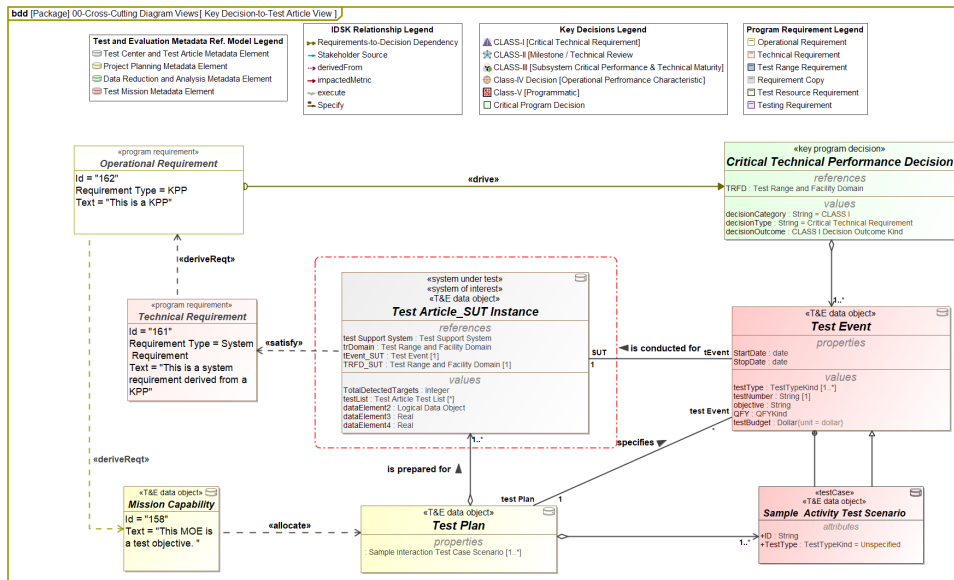 bdd [Package] 00-Cross-Cutting Diagram Views[ Key Decision-to-Test Article View ]
Test and Evaluation Metadata Ref. Model Legend
Test Center and Test Article Metadata Element
Project Planning Metadata Element
Data Reduction and Analysis Metadata Element
Test Mission Metadata Element
IDSK Relationship Legend
Requirements-to-Decision Dependency
Stakeholder Source
derivedFrom
impactedMetric
execute
Specify
Key Decisions Legend
CLASS-I [Critical Technical Requirement]
CLASS-II [Milestone / Technical Review
CLASS-III [Subsystem Critical Performance & Technical Maturity]
Class-IV Decision [Operational Performance Characteristic]
Class-V [Programmatic]
Critical Program Decision
Program Requirement Legend
Operational Requirement
Technical Requirement
Test Range Requirement
Requirement Copy
Test Resource Requirement
Testing Requirement
«program requirement»
Operational Requirement
Id = "162"
Requirement Type = KPP
Text = "This is a KPP"
«drive»
«key program decision»
Critical Technical Performance Decision
references
TRFD : Test Range and Facility Domain
values
decisionCategory : String = CLASS I
decisionType : String = Critical Technical Requirement
decisionOutcome : CLASS I Decision Outcome Kind
«deriveReqt»
1..*
«program requirement»
Technical Requirement
Id = "161"
Requirement Type = System
Requirement
Text = "This is a system
requirement derived from a
KPP"
«satisfy»
«system under test»
«system of interest»
«T&E data object»
Test Article_SUT Instance
references
test Support System : Test Support System
trDomain : Test Range and Facility Domain
tEvent_SUT : Test Event [1]
TRFD_SUT : Test Range and Facility Domain [1]
values
TotalDetectedTargets : Integer
testList : Test Article Test List [*]
dataElement2 : Logical Data Object
dataElement3 : Real
dataElement4 : Real
SUT
is conducted for
tEvent
1
«T&E data object»
Test Event
properties
StartDate : date
StopDate : date
values
testType : TestTypeKind [1..*]
testNumber : String [1]
objective : String
QFY : QFYKind
testBudget : Dollar{unit = dollar}
test Event
*
specifies
1..*
is prepared for
«deriveReqt»
test Plan
1
«T&E data object»
Mission Capability
Id = "158"
Text = "This MOE is
a test objective. "
«allocate»
«T&E data object»
Test Plan
properties
: Sample Interaction Test Case Scenario [1..*]
1..*
«testCase»
«T&E data object»
Sample Activity Test Scenario
attributes
+ID : String
+TestType : TestTypeKind = Unspecified